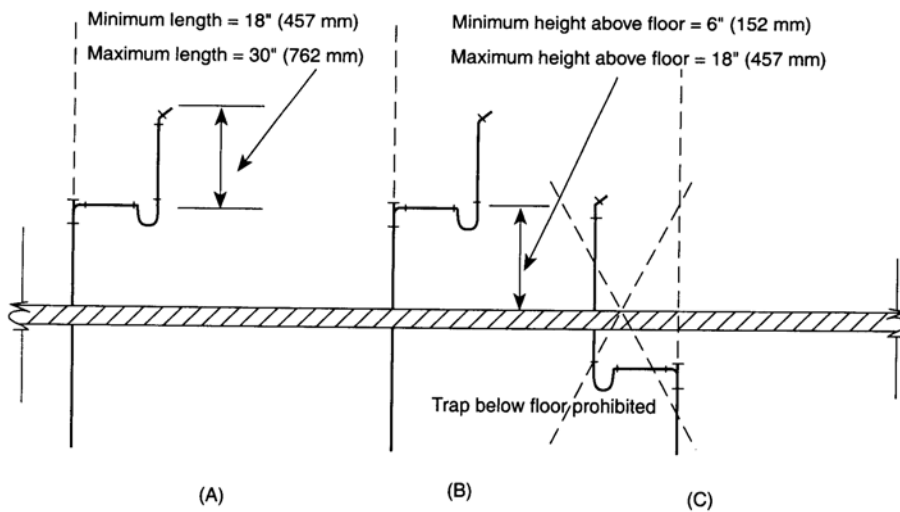 Minimum length = 18" (457 mm)
Maximum length = 30" (762 mm)
Minimum height above floor = 6" (152 mm)
Maximum height above floor = 18" (457 mm)
Trap below floor prohibited
(A)
(B)
(C)